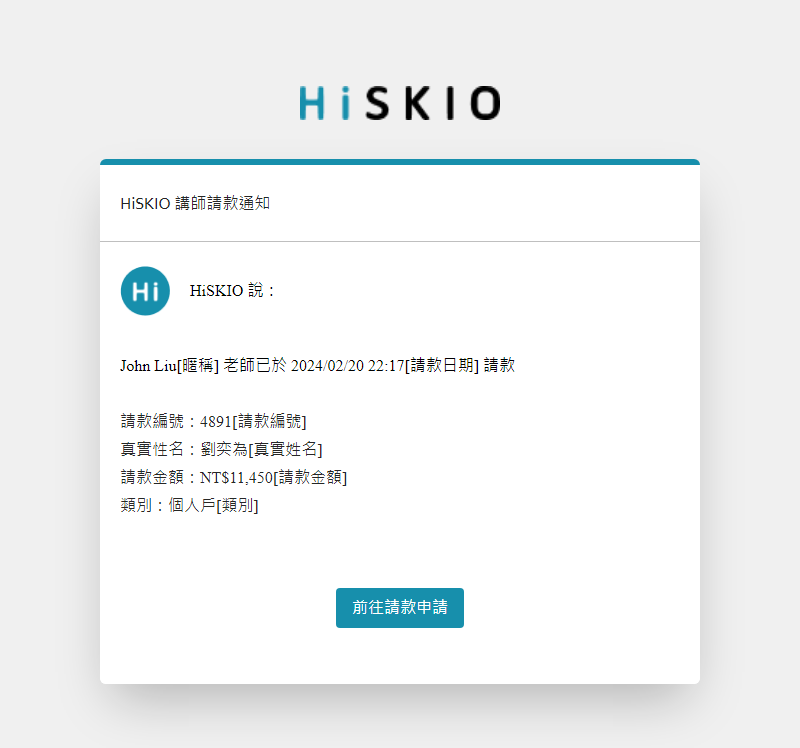 HiSKIO
HiSKIO 講師請款通知
Hi
HiSKIO 說：
John Liu[暱稱] 老師已於 2024/02/20 22:17[請款日期] 請款
請款編號：4891[請款編號]
真實性名：劉奕為[真實姓名]
請款金額：NT$11,450[請款金額]
類別：個人戶[類別]
前往請款申請